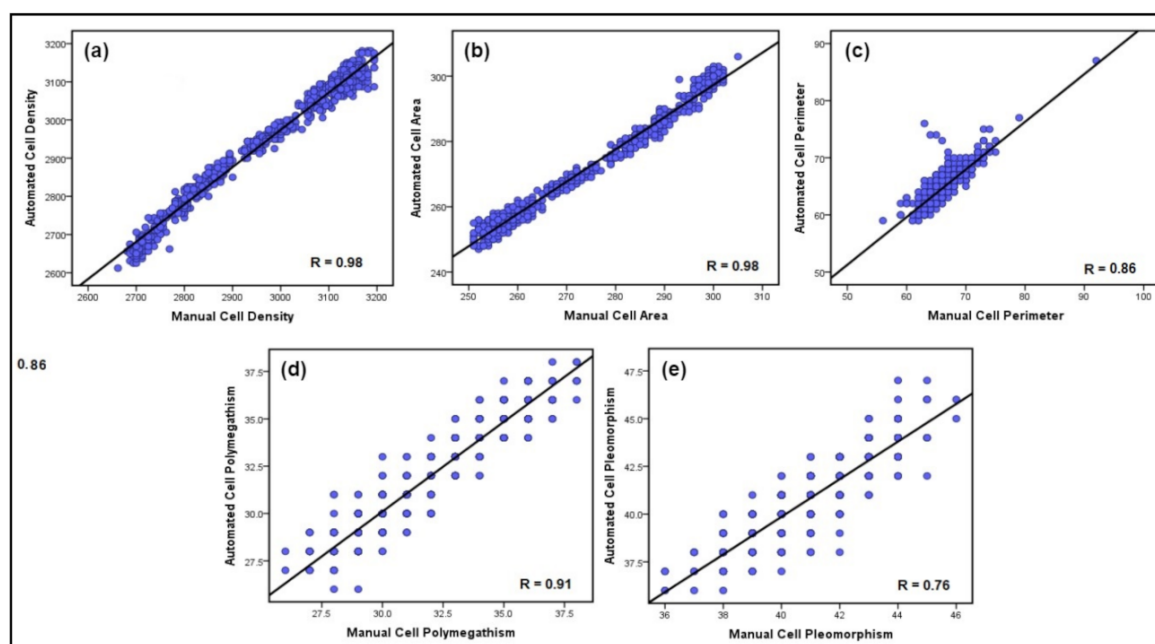 (a)
Automated Cell Density
3200
3100
3000
2900
2800
2700
2600
2600 2700 2800 2900 3000 3100 3200
Manual Cell Density
R = 0.98
(b)
Automated Cell Area
300
280
260
240
250 260 270 280 290 300 310
Manual Cell Area
R = 0.98
(c)
Automated Cell Perimeter
90
80
70
60
50
50 60 70 80 90 100
Manual Cell Perimeter
R = 0.86
0.86
(d)
Automated Cell Polymegathism
37.5
35.0
32.5
30.0
27.5
27.5 30.0 32.5 35.0 37.5
Manual Cell Polymegathism
R = 0.91
(e)
Automated Cell Pleomorphism
47.5
45.0
42.5
40.0
37.5
36 38 40 42 44 46
Manual Cell Pleomorphism
R = 0.76